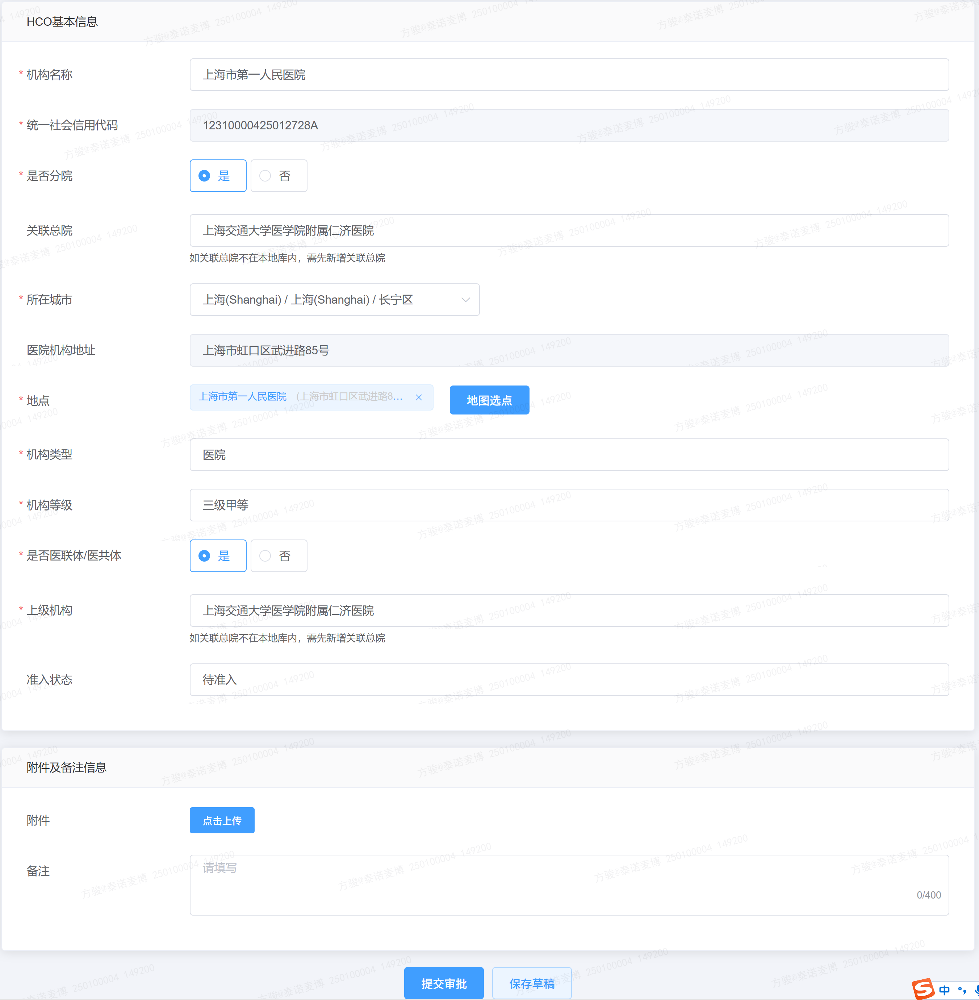 HCO基本信息
* 机构名称
上海市第一人民医院
* 统一社会信用代码
12310000425012728A
* 是否分院
是 否
关联总院
上海交通大学医学院附属仁济医院
如关联总院不在本地库内，需先新增关联总院
* 所在城市
上海(Shanghai) / 上海(Shanghai) / 长宁区
医院机构地址
上海市虹口区武进路85号
* 地点
上海市第一人民医院 (上海市虹口区武进路8...
地图选点
* 机构类型
医院
* 机构等级
三级甲等
* 是否医联体/医共体
是 否
* 上级机构
上海交通大学医学院附属仁济医院
如关联总院不在本地库内，需先新增关联总院
准入状态
待准入
附件及备注信息
附件
点击上传
备注
请填写
0/400
提交审批 保存草稿
中
方骏@泰诺麦博 250100004 149200